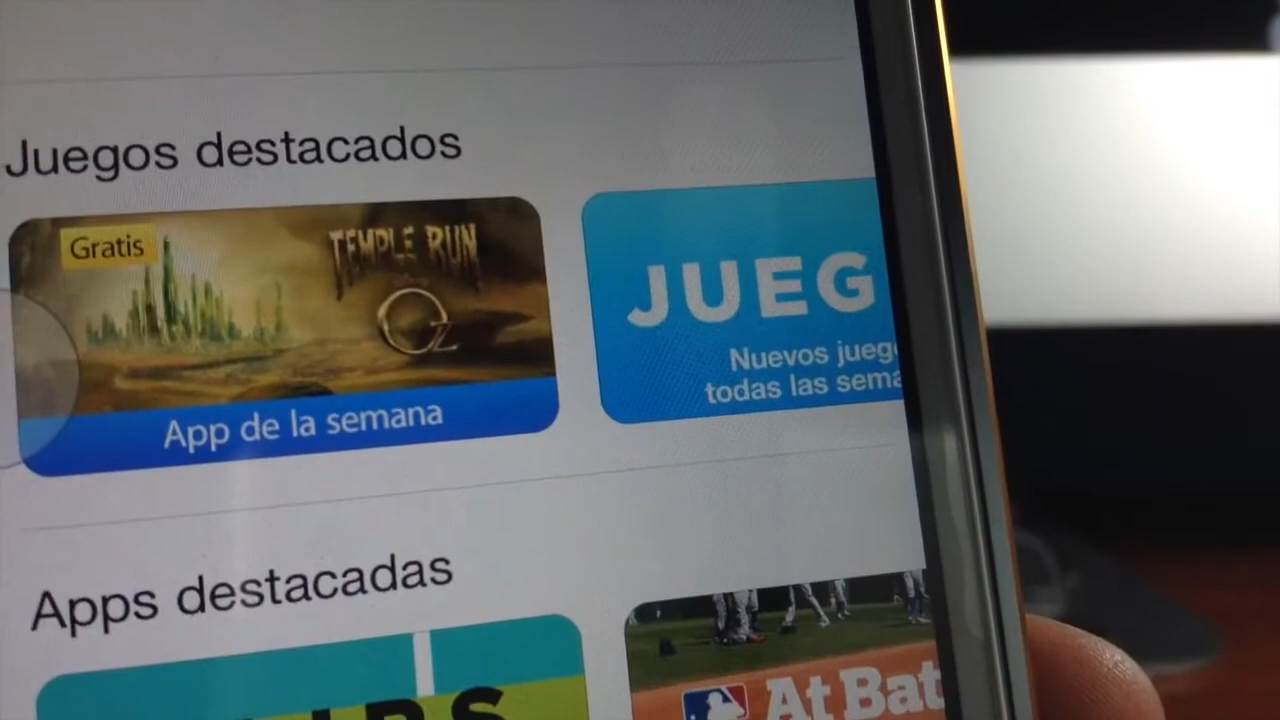 Juegos destacados
Gratis
TEMPLE RUN
Oz
App de la semana
JUEG
Nuevos jueg
todas las sema
Apps destacadas
At Bat